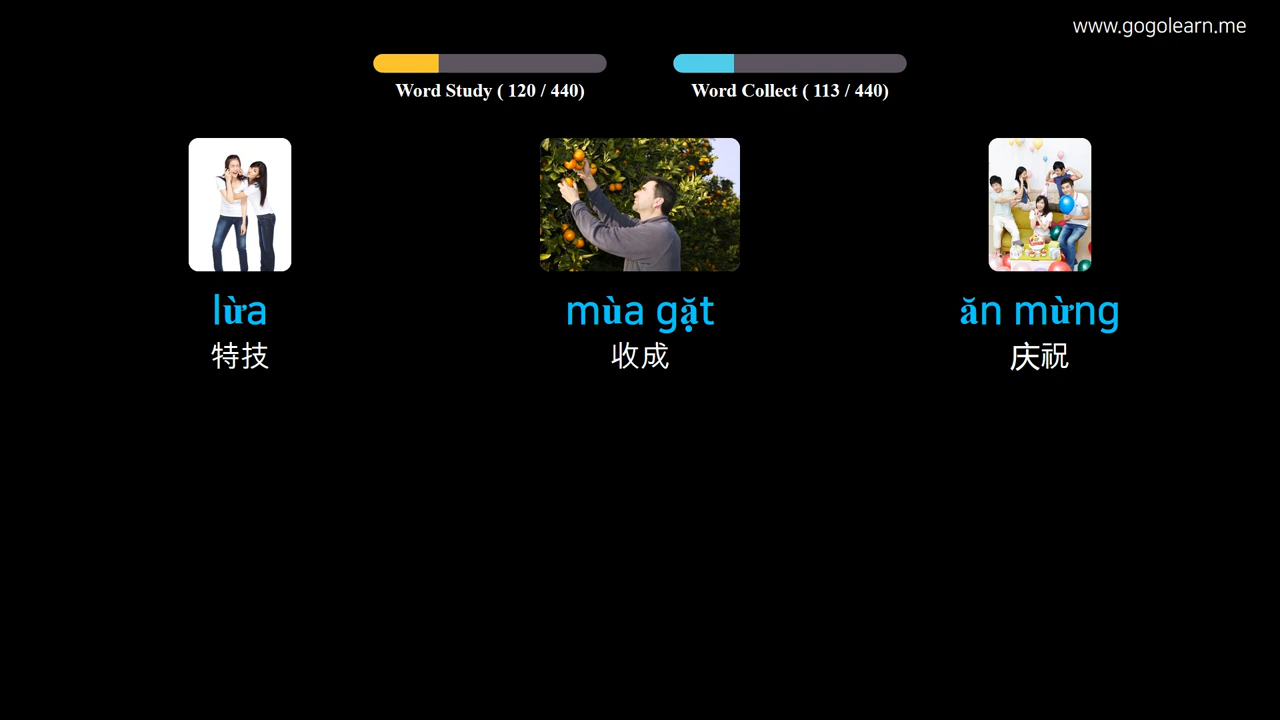 www.gogolearn.me
Word Study ( 120 / 440)
Word Collect ( 113 / 440)
lừa
特技
mùa gặt
收成
ăn mừng
庆祝